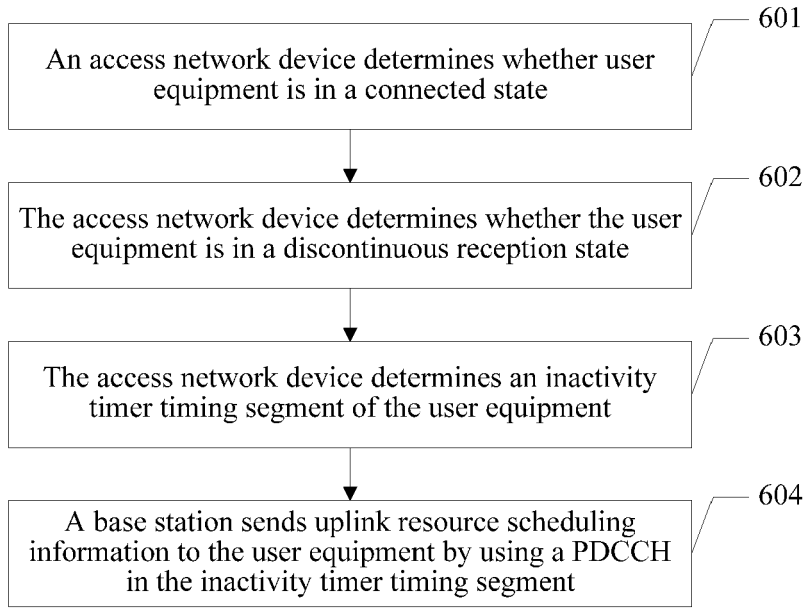 601
An access network device determines whether user
equipment is in a connected state
602
The access network device determines whether the user
equipment is in a discontinuous reception state
603
The access network device determines an inactivity
timer timing segment of the user equipment
604
A base station sends uplink resource scheduling
information to the user equipment by using a PDCCH
in the inactivity timer timing segment